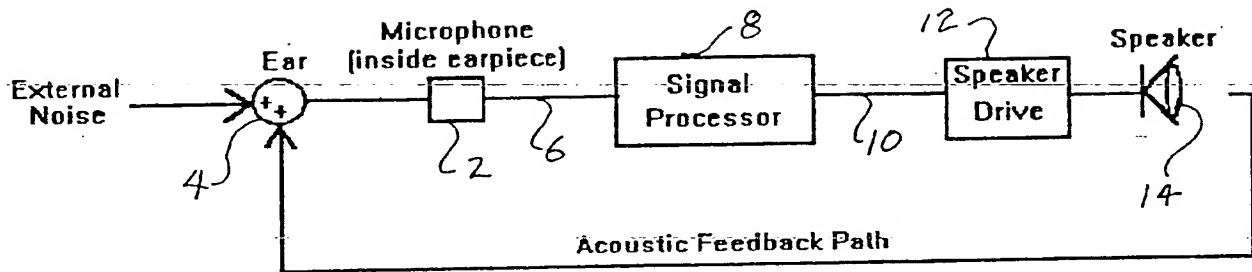 8
12
Microphone
(inside earpiece)
Speaker
Ear
External
Noise
+
+
Signal
Processor
Speaker
Drive
4
2
6
10
14
Acoustic Feedback Path